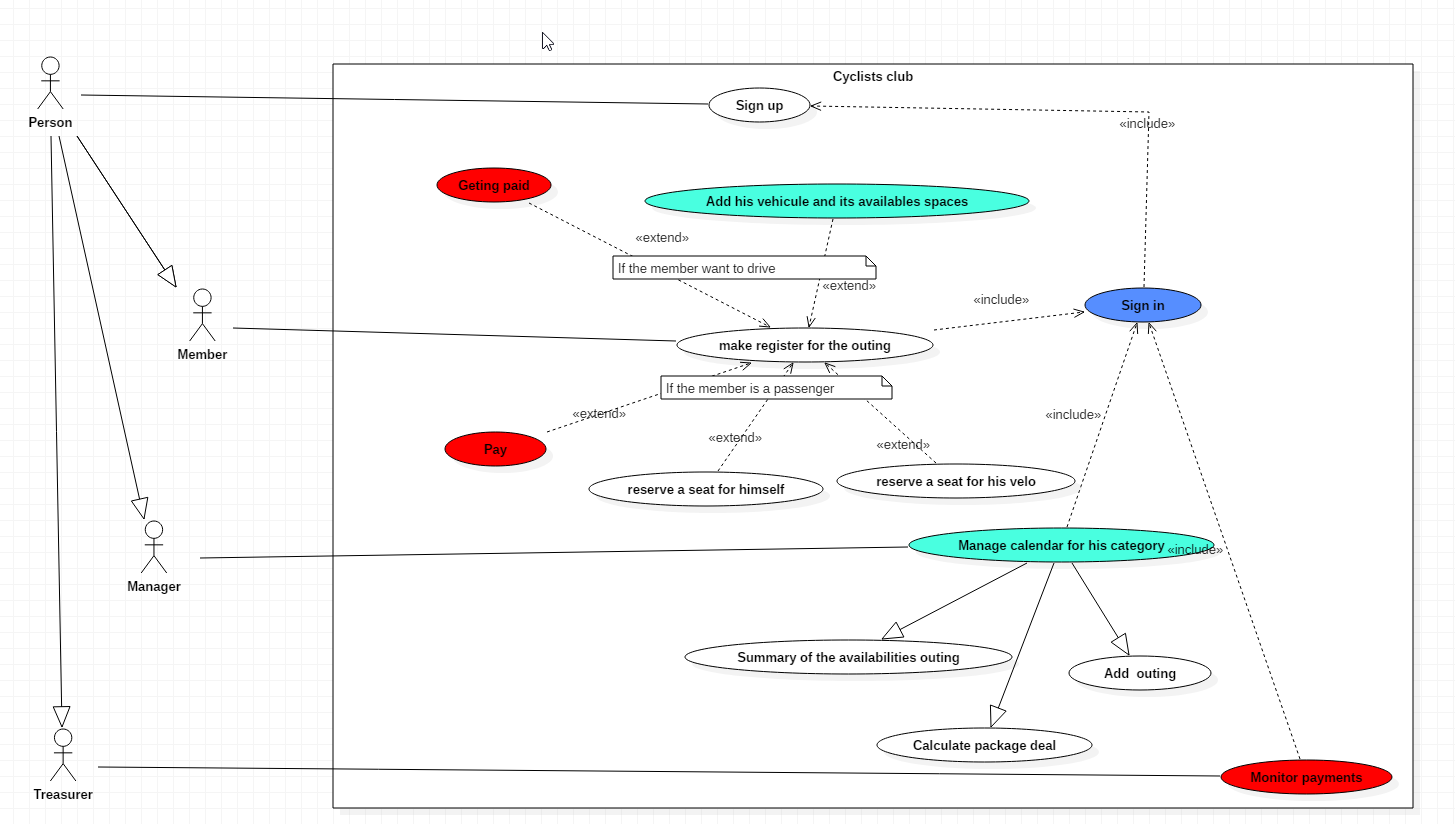 Cyclists club
Person
Sign up
«include»
Geting paid
Add his vehicule and its availables spaces
«extend»
If the member want to drive
«extend»
«include»
Sign in
Member
make register for the outing
If the member is a passenger
«extend»
«include»
«extend»
«extend»
Pay
reserve a seat for himself
reserve a seat for his velo
Manage calendar for his category
«include»
Manager
Summary of the availabilities outing
Add  outing
Calculate package deal
Monitor payments
Treasurer